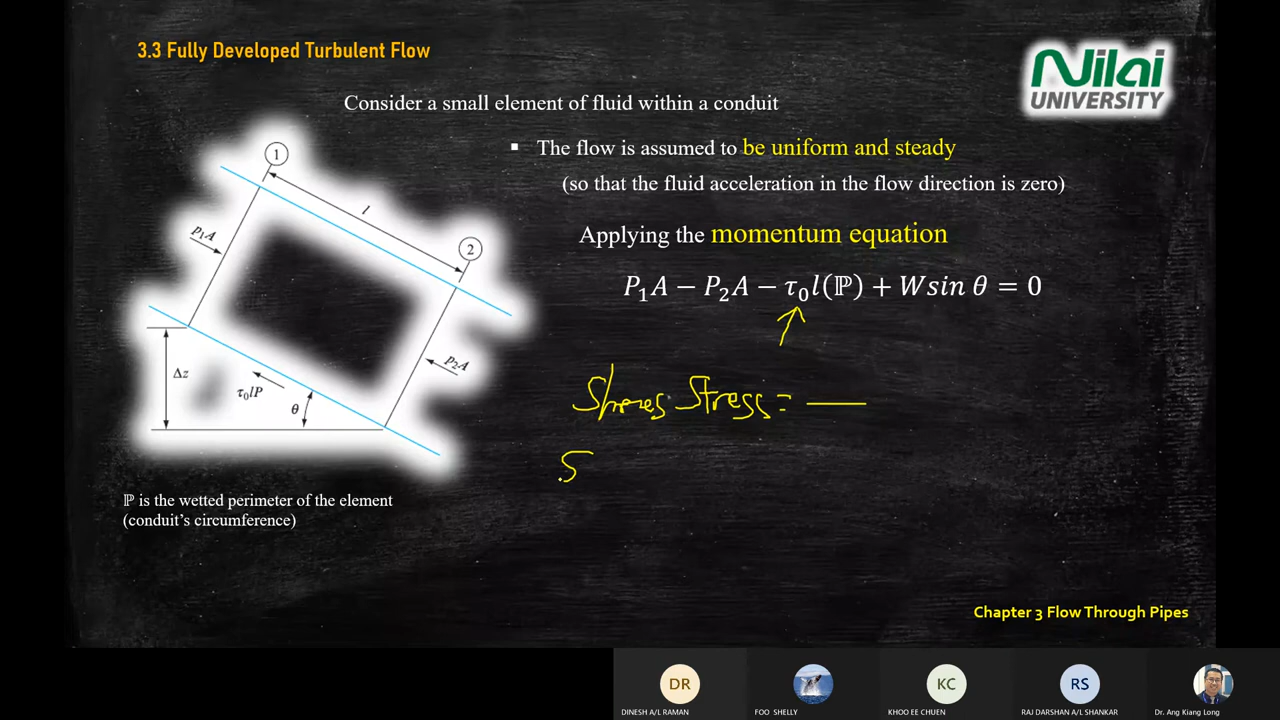 3.3 Fully Developed Turbulent Flow
Nilai
UNIVERSITY
Consider a small element of fluid within a conduit
▪ The flow is assumed to be uniform and steady
(so that the fluid acceleration in the flow direction is zero)
Applying the momentum equation
P₁A − P₂A − τ₀l(ℙ) + Wsin θ = 0
1
l
2
p₁A
p₂A
Δz
τ₀lP
θ
Stress =
S
ℙ is the wetted perimeter of the element
(conduit's circumference)
Chapter 3 Flow Through Pipes
DR
KC
RS
DINESH A/L RAMAN
FOO SHELLY
KHOO EE CHUEN
RAJ DARSHAN A/L SHANKAR
Dr. Ang Kiang Long